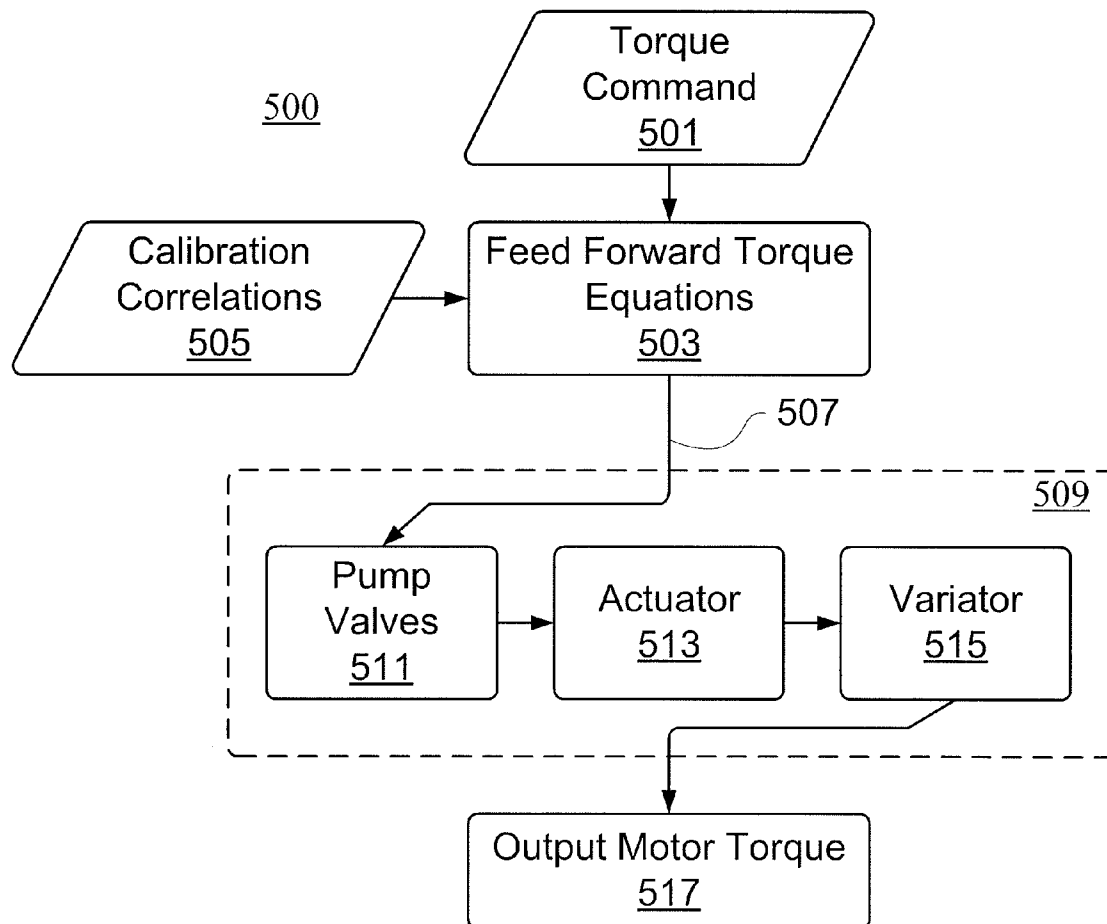 Torque
Command
501
500
Calibration
Correlations
505
Feed Forward Torque
Equations
503
507
509
Pump
Valves
511
Actuator
513
Variator
515
Output Motor Torque
517